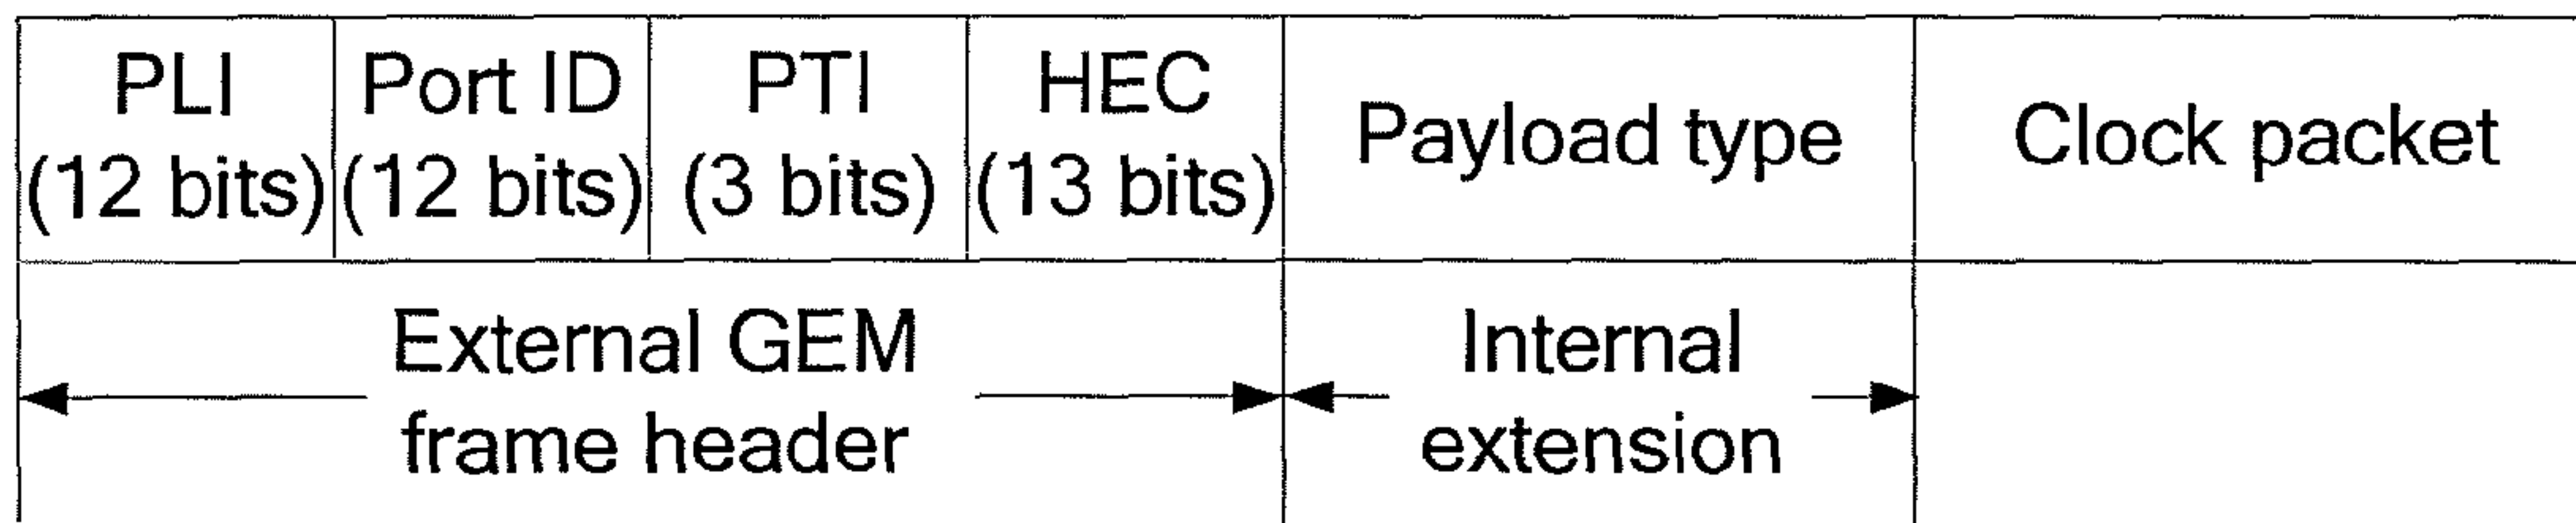 PLI
(12 bits)
Port ID
(12 bits)
PTI
(3 bits)
HEC
(13 bits)
Payload type
Clock packet
External GEM
frame header
Internal
extension